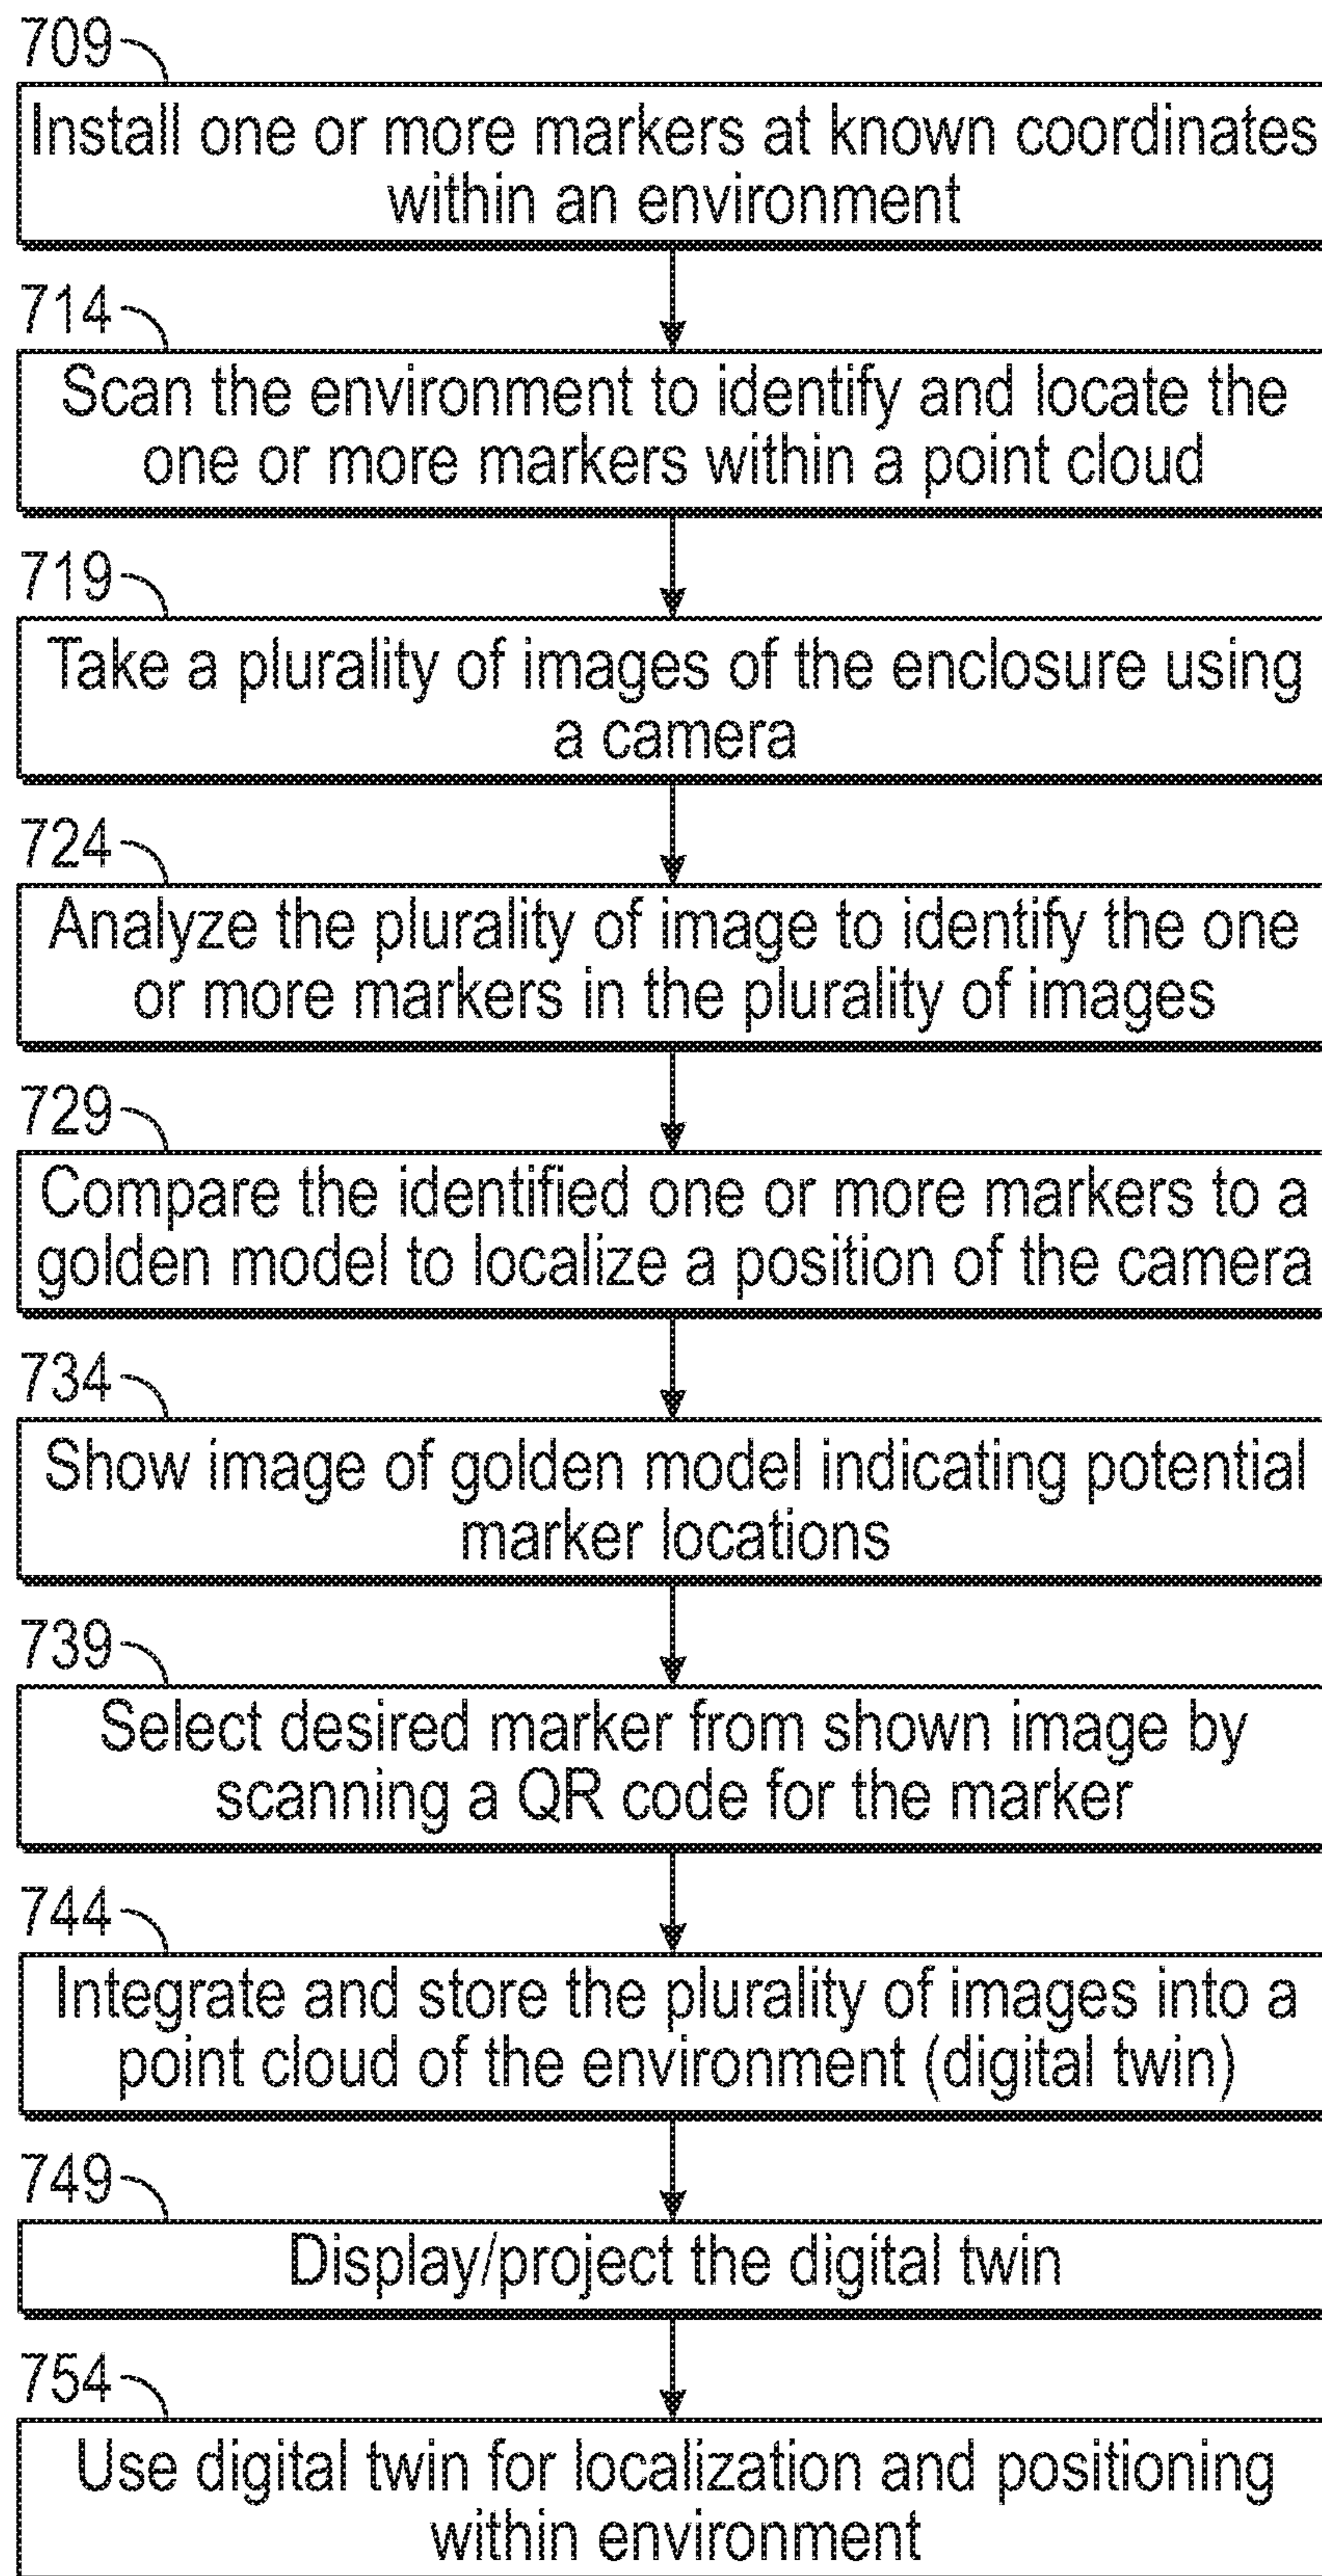 709
Install one or more markers at known coordinates
within an environment
714
Scan the environment to identify and locate the
one or more markers within a point cloud
719
Take a plurality of images of the enclosure using
a camera
724
Analyze the plurality of image to identify the one
or more markers in the plurality of images
729
Compare the identified one or more markers to a
golden model to localize a position of the camera
734
Show image of golden model indicating potential
marker locations
739
Select desired marker from shown image by
scanning a QR code for the marker
744
Integrate and store the plurality of images into a
point cloud of the environment (digital twin)
749
Display/project the digital twin
754
Use digital twin for localization and positioning
within environment